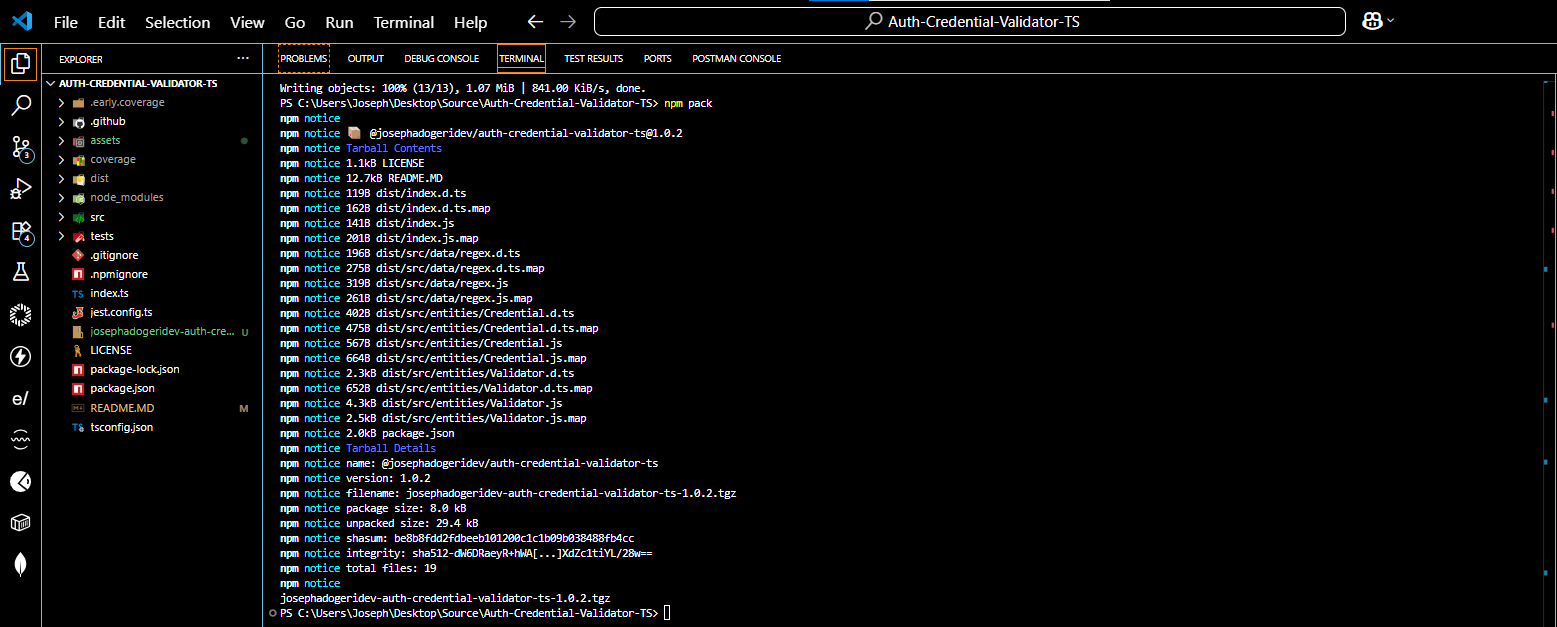 File Edit Selection View Go Run Terminal Help
Auth-Credential-Validator-TS
EXPLORER
AUTH-CREDENTIAL-VALIDATOR-TS
.early.coverage
.github
assets
coverage
dist
node_modules
src
tests
.gitignore
.npmignore
TS index.ts
jest.config.ts
josephadogeridev-auth-cre... U
LICENSE
package-lock.json
package.json
README.MD M
tsconfig.json
3
4
PROBLEMS OUTPUT DEBUG CONSOLE TERMINAL TEST RESULTS PORTS POSTMAN CONSOLE
Writing objects: 100% (13/13), 1.07 MiB | 841.00 KiB/s, done.
PS C:\Users\Joseph\Desktop\Source\Auth-Credential-Validator-TS> npm pack
npm notice
npm notice 📦 @josephadogeridev/auth-credential-validator-ts@1.0.2
npm notice Tarball Contents
npm notice 1.1kB LICENSE
npm notice 12.7kB README.MD
npm notice 119B dist/index.d.ts
npm notice 162B dist/index.d.ts.map
npm notice 141B dist/index.js
npm notice 201B dist/index.js.map
npm notice 196B dist/src/data/regex.d.ts
npm notice 275B dist/src/data/regex.d.ts.map
npm notice 319B dist/src/data/regex.js
npm notice 261B dist/src/data/regex.js.map
npm notice 402B dist/src/entities/Credential.d.ts
npm notice 475B dist/src/entities/Credential.d.ts.map
npm notice 567B dist/src/entities/Credential.js
npm notice 664B dist/src/entities/Credential.js.map
npm notice 2.3kB dist/src/entities/Validator.d.ts
npm notice 652B dist/src/entities/Validator.d.ts.map
npm notice 4.3kB dist/src/entities/Validator.js
npm notice 2.5kB dist/src/entities/Validator.js.map
npm notice 2.0kB package.json
npm notice Tarball Details
npm notice name: @josephadogeridev/auth-credential-validator-ts
npm notice version: 1.0.2
npm notice filename: josephadogeridev-auth-credential-validator-ts-1.0.2.tgz
npm notice package size: 8.0 kB
npm notice unpacked size: 29.4 kB
npm notice shasum: be8b8fdd2fdbeeb101200c1c1b09b038488fb4cc
npm notice integrity: sha512-dW6DRaeyR+hWA[...]XdZc1tiYL/28w==
npm notice total files: 19
npm notice
josephadogeridev-auth-credential-validator-ts-1.0.2.tgz
PS C:\Users\Joseph\Desktop\Source\Auth-Credential-Validator-TS>